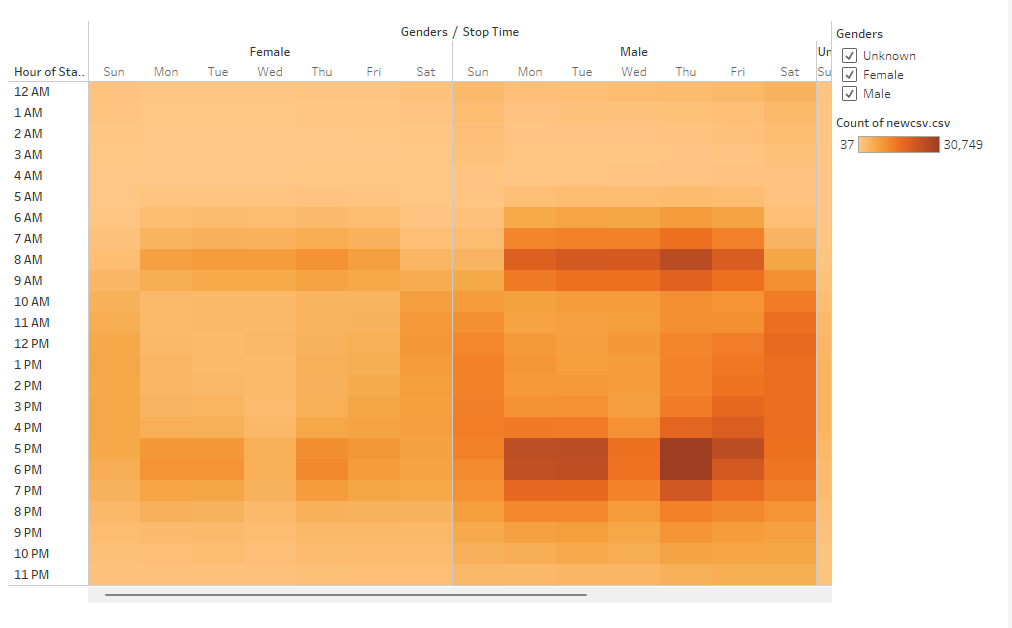 Genders / Stop Time
Female Male Un
Hour of Sta.. Sun Mon Tue Wed Thu Fri Sat Sun Mon Tue Wed Thu Fri Sat Su
12 AM
1 AM
2 AM
3 AM
4 AM
5 AM
6 AM
7 AM
8 AM
9 AM
10 AM
11 AM
12 PM
1 PM
2 PM
3 PM
4 PM
5 PM
6 PM
7 PM
8 PM
9 PM
10 PM
11 PM
Genders
Unknown
Female
Male
Count of newcsv.csv
37 30,749